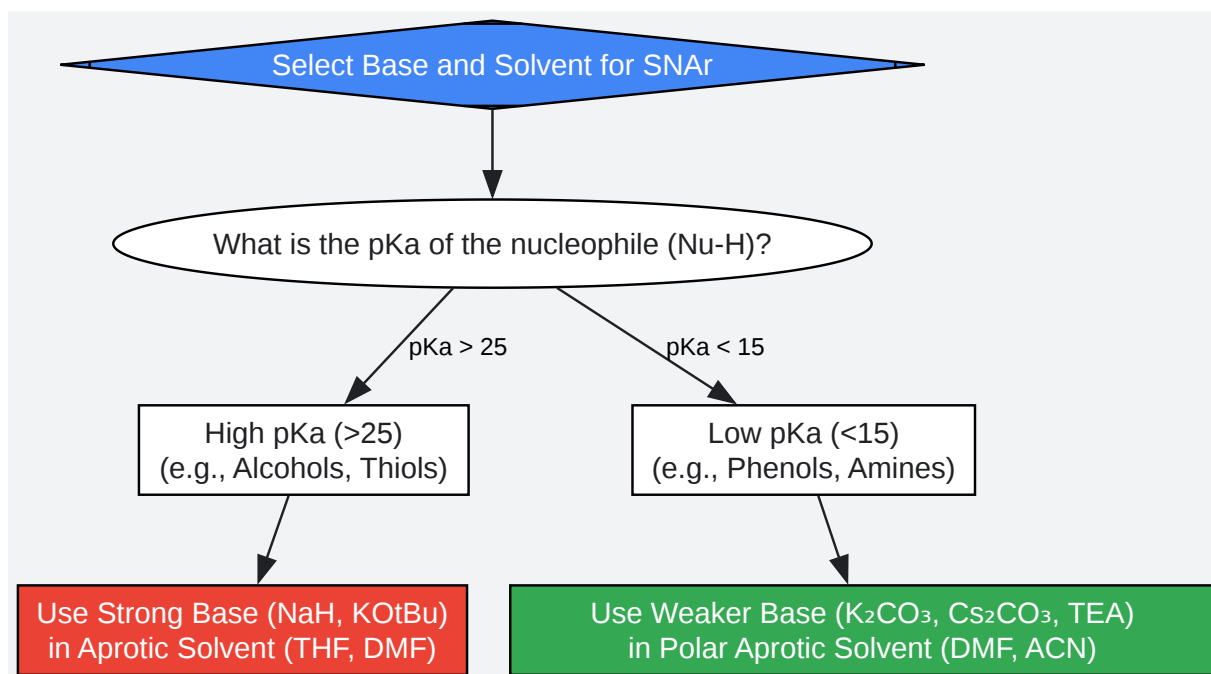 Select Base and Solvent for SNAr
What is the pKa of the nucleophile (Nu-H)?
pKa > 25
pKa < 15
High pKa (>25)
(e.g., Alcohols, Thiols)
Low pKa (<15)
(e.g., Phenols, Amines)
Use Strong Base (NaH, KOtBu)
in Aprotic Solvent (THF, DMF)
Use Weaker Base (K₂CO₃, Cs₂CO₃, TEA)
in Polar Aprotic Solvent (DMF, ACN)